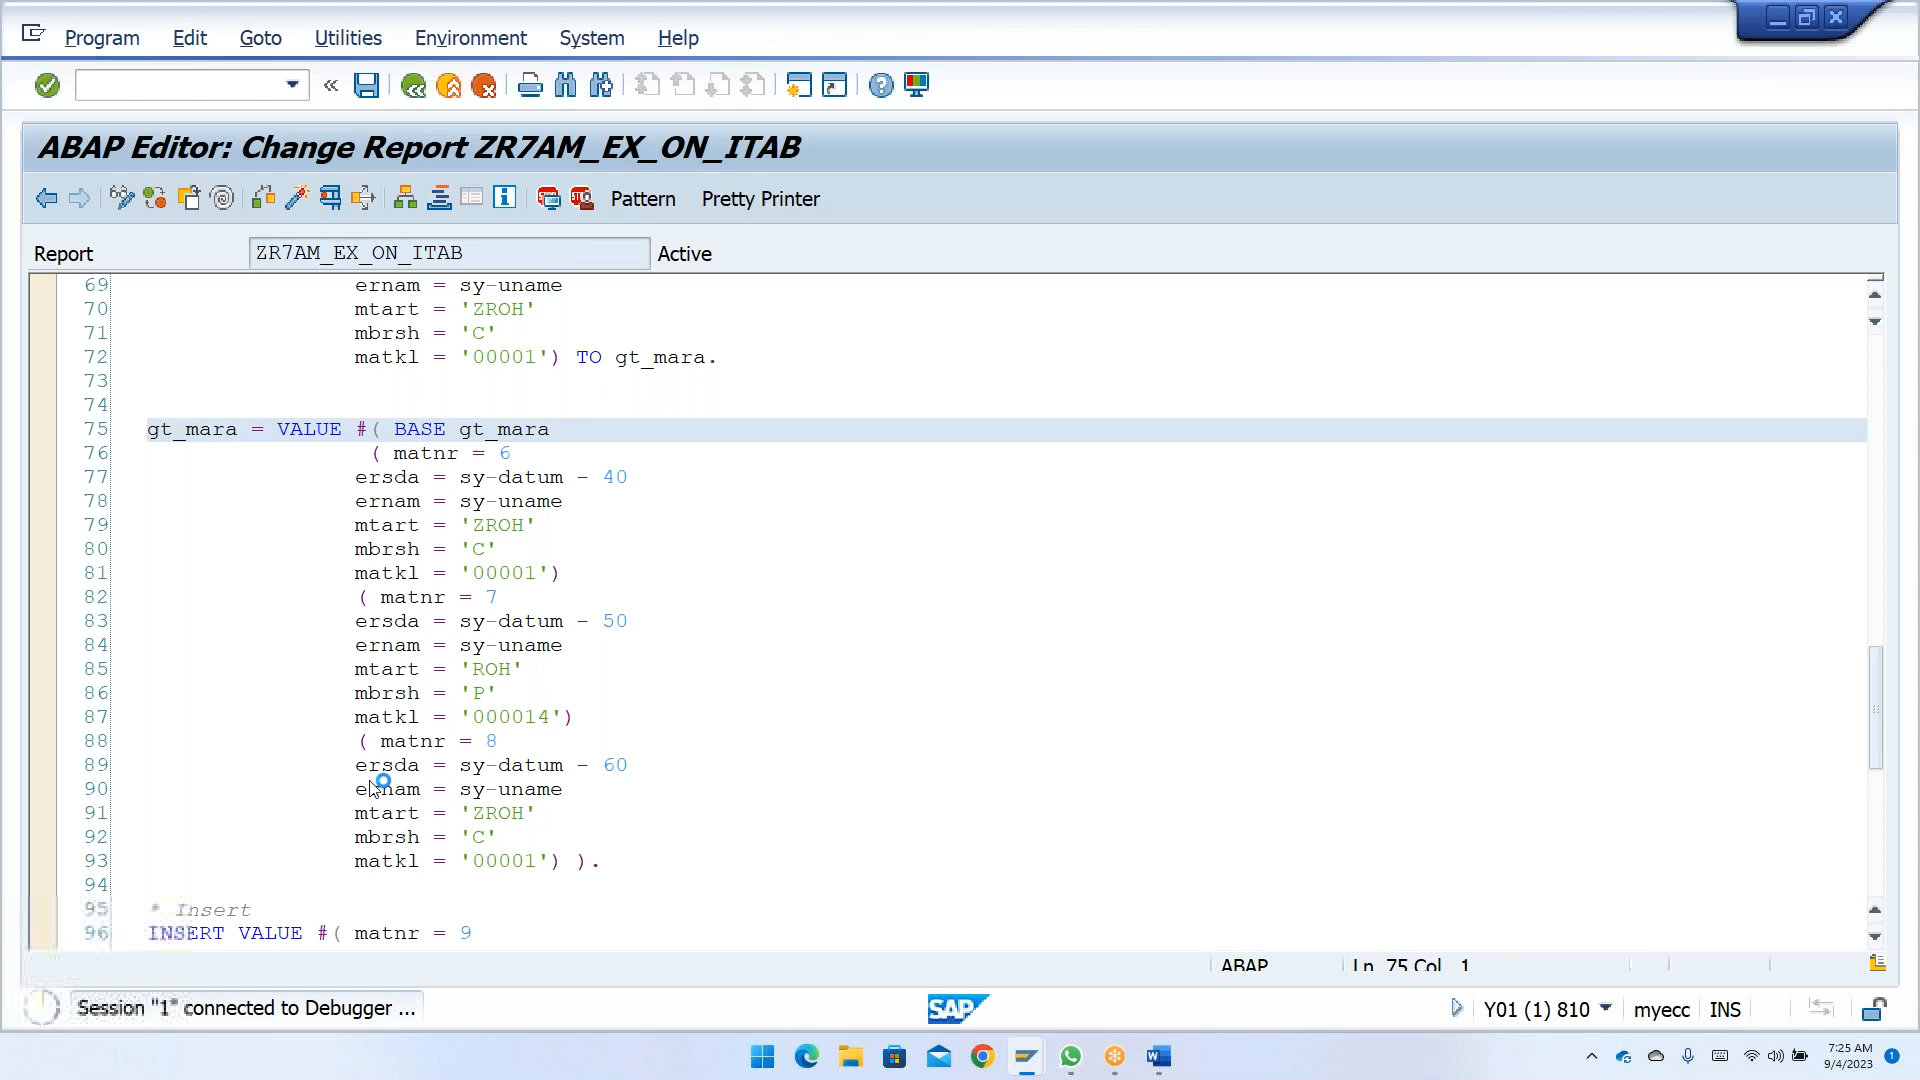 Program Edit Goto Utilities Environment System Help
ABAP Editor: Change Report ZR7AM_EX_ON_ITAB
Pattern Pretty Printer
Report ZR7AM_EX_ON_ITAB Active
69 ernam = sy-uname
70 mtart = 'ZROH'
71 mbrsh = 'C'
72 matkl = '00001') TO gt_mara.
73
74
75 gt_mara = VALUE #( BASE gt_mara
76 ( matnr = 6
77 ersda = sy-datum - 40
78 ernam = sy-uname
79 mtart = 'ZROH'
80 mbrsh = 'C'
81 matkl = '00001')
82 ( matnr = 7
83 ersda = sy-datum - 50
84 ernam = sy-uname
85 mtart = 'ROH'
86 mbrsh = 'P'
87 matkl = '000014')
88 ( matnr = 8
89 ersda = sy-datum - 60
90 ernam = sy-uname
91 mtart = 'ZROH'
92 mbrsh = 'C'
93 matkl = '00001') ).
94
95 * Insert
96 INSERT VALUE #( matnr = 9
ABAP Ln 75 Col 1
Session "1" connected to Debugger ... SAP Y01 (1) 810 myecc INS
7:25 AM
9/4/2023 1